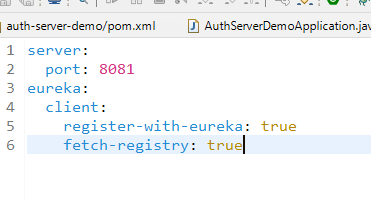 auth-server-demo/pom.xml
AuthServerDemoApplication.jav
1 server:
2   port: 8081
3 eureka:
4   client:
5     register-with-eureka: true
6     fetch-registry: true